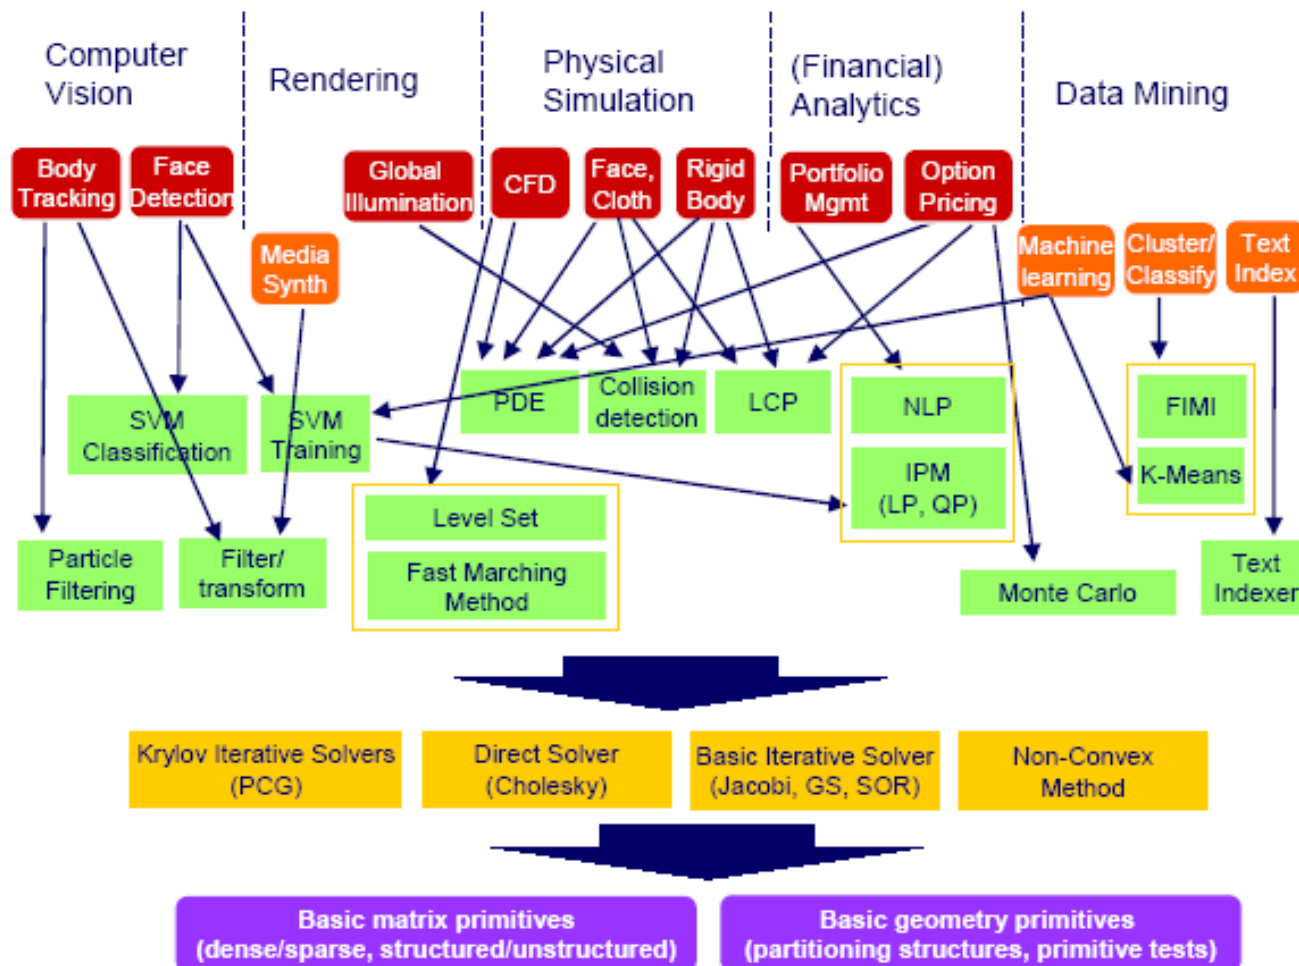 Computer
Vision
Rendering
Physical
Simulation
(Financial)
Analytics
Data Mining
Body
Tracking
Face
Detection
Global
Illumination
CFD
Face,
Cloth
Rigid
Body
Portfolio
Mgmt
Option
Pricing
Media
Synth
Machine
learning
Cluster/
Classify
Text
Index
SVM
Classification
SVM
Training
PDE
Collision
detection
LCP
NLP
FIMI
IPM
(LP, QP)
K-Means
Level Set
Fast Marching
Method
Particle
Filtering
Filter/
transform
Monte Carlo
Text
Indexer
Krylov Iterative Solvers
(PCG)
Direct Solver
(Cholesky)
Basic Iterative Solver
(Jacobi, GS, SOR)
Non-Convex
Method
Basic matrix primitives
(dense/sparse, structured/unstructured)
Basic geometry primitives
(partitioning structures, primitive tests)